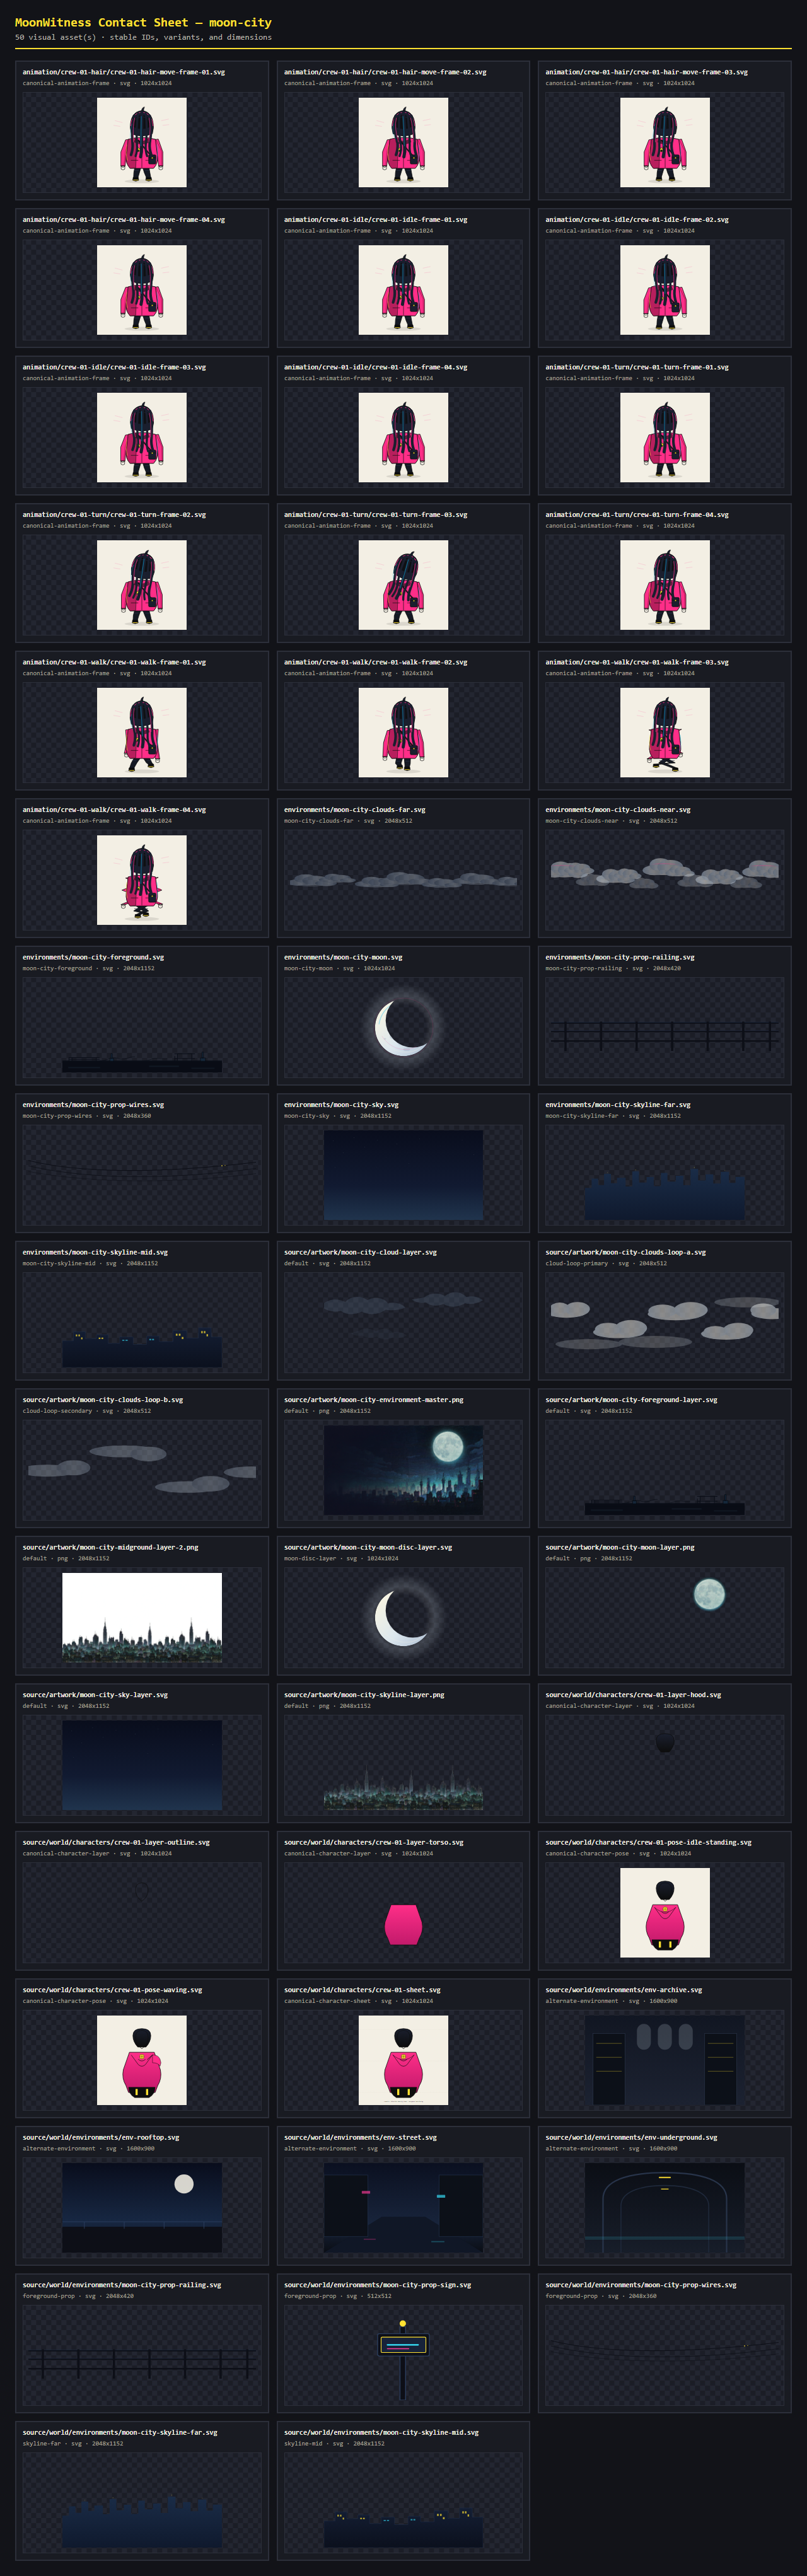 MoonWitness Contact Sheet — moon-city
50 visual asset(s) · stable IDs, variants, and dimensions
animation/crew-01-hair/crew-01-hair-move-frame-01.svg
canonical-animation-frame · svg · 1024x1024
animation/crew-01-hair/crew-01-hair-move-frame-02.svg
canonical-animation-frame · svg · 1024x1024
animation/crew-01-hair/crew-01-hair-move-frame-03.svg
canonical-animation-frame · svg · 1024x1024
animation/crew-01-hair/crew-01-hair-move-frame-04.svg
canonical-animation-frame · svg · 1024x1024
animation/crew-01-idle/crew-01-idle-frame-01.svg
canonical-animation-frame · svg · 1024x1024
animation/crew-01-idle/crew-01-idle-frame-02.svg
canonical-animation-frame · svg · 1024x1024
animation/crew-01-idle/crew-01-idle-frame-03.svg
canonical-animation-frame · svg · 1024x1024
animation/crew-01-idle/crew-01-idle-frame-04.svg
canonical-animation-frame · svg · 1024x1024
animation/crew-01-turn/crew-01-turn-frame-01.svg
canonical-animation-frame · svg · 1024x1024
animation/crew-01-turn/crew-01-turn-frame-02.svg
canonical-animation-frame · svg · 1024x1024
animation/crew-01-turn/crew-01-turn-frame-03.svg
canonical-animation-frame · svg · 1024x1024
animation/crew-01-turn/crew-01-turn-frame-04.svg
canonical-animation-frame · svg · 1024x1024
animation/crew-01-walk/crew-01-walk-frame-01.svg
canonical-animation-frame · svg · 1024x1024
animation/crew-01-walk/crew-01-walk-frame-02.svg
canonical-animation-frame · svg · 1024x1024
animation/crew-01-walk/crew-01-walk-frame-03.svg
canonical-animation-frame · svg · 1024x1024
animation/crew-01-walk/crew-01-walk-frame-04.svg
canonical-animation-frame · svg · 1024x1024
environments/moon-city-clouds-far.svg
moon-city-clouds-far · svg · 2048x512
environments/moon-city-clouds-near.svg
moon-city-clouds-near · svg · 2048x512
environments/moon-city-foreground.svg
moon-city-foreground · svg · 2048x1152
environments/moon-city-moon.svg
moon-city-moon · svg · 1024x1024
environments/moon-city-prop-railing.svg
moon-city-prop-railing · svg · 2048x420
environments/moon-city-prop-wires.svg
moon-city-prop-wires · svg · 2048x360
environments/moon-city-sky.svg
moon-city-sky · svg · 2048x1152
environments/moon-city-skyline-far.svg
moon-city-skyline-far · svg · 2048x1152
environments/moon-city-skyline-mid.svg
moon-city-skyline-mid · svg · 2048x1152
source/artwork/moon-city-cloud-layer.svg
default · svg · 2048x1152
source/artwork/moon-city-clouds-loop-a.svg
cloud-loop-primary · svg · 2048x512
source/artwork/moon-city-clouds-loop-b.svg
cloud-loop-secondary · svg · 2048x512
source/artwork/moon-city-environment-master.png
default · png · 2048x1152
source/artwork/moon-city-foreground-layer.svg
default · svg · 2048x1152
source/artwork/moon-city-midground-layer-2.png
default · png · 2048x1152
source/artwork/moon-city-moon-disc-layer.svg
moon-disc-layer · svg · 1024x1024
source/artwork/moon-city-moon-layer.png
default · png · 2048x1152
source/artwork/moon-city-sky-layer.svg
default · svg · 2048x1152
source/artwork/moon-city-skyline-layer.png
default · png · 2048x1152
source/world/characters/crew-01-layer-hood.svg
canonical-character-layer · svg · 1024x1024
source/world/characters/crew-01-layer-outline.svg
canonical-character-layer · svg · 1024x1024
source/world/characters/crew-01-layer-torso.svg
canonical-character-layer · svg · 1024x1024
source/world/characters/crew-01-pose-idle-standing.svg
canonical-character-pose · svg · 1024x1024
source/world/characters/crew-01-pose-waving.svg
canonical-character-pose · svg · 1024x1024
source/world/characters/crew-01-sheet.svg
canonical-character-sheet · svg · 1024x1024
source/world/environments/env-archive.svg
alternate-environment · svg · 1600x900
source/world/environments/env-rooftop.svg
alternate-environment · svg · 1600x900
source/world/environments/env-street.svg
alternate-environment · svg · 1600x900
source/world/environments/env-underground.svg
alternate-environment · svg · 1600x900
source/world/environments/moon-city-prop-railing.svg
foreground-prop · svg · 2048x420
source/world/environments/moon-city-prop-sign.svg
foreground-prop · svg · 512x512
source/world/environments/moon-city-prop-wires.svg
foreground-prop · svg · 2048x360
source/world/environments/moon-city-skyline-far.svg
skyline-far · svg · 2048x1152
source/world/environments/moon-city-skyline-mid.svg
skyline-mid · svg · 2048x1152